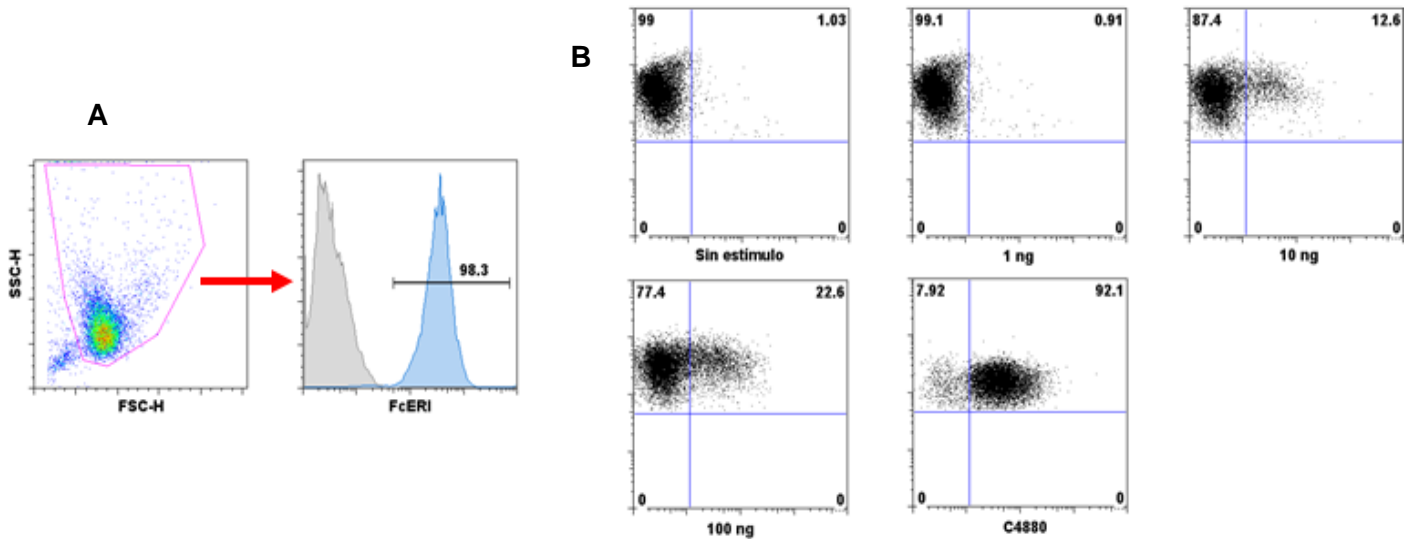 A
SSC-H
FSC-H
98.3
FcERI
B
99 1.03
0 0
Sin estimulo
99.1 0.91
0 0
1 ng
87.4 12.6
0 0
10 ng
77.4 22.6
0 0
100 ng
7.92 92.1
0 0
C4880